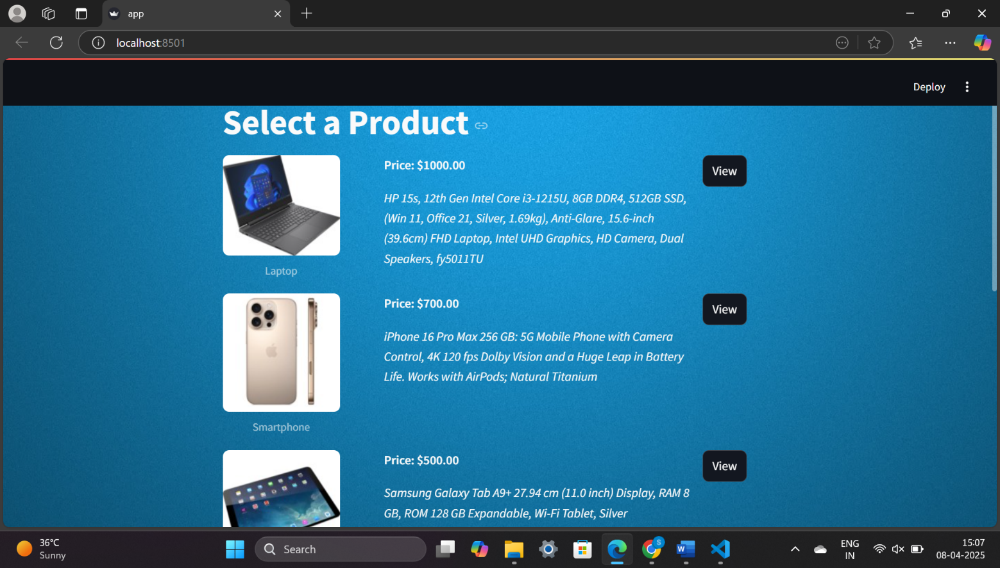 app
localhost:8501
Deploy
Select a Product
Price: $1000.00
View
HP 15s, 12th Gen Intel Core i3-1215U, 8GB DDR4, 512GB SSD,
(Win 11, Office 21, Silver, 1.69kg), Anti-Glare, 15.6-inch
(39.6cm) FHD Laptop, Intel UHD Graphics, HD Camera, Dual
Speakers, fy5011TU
Laptop
Price: $700.00
View
iPhone 16 Pro Max 256 GB: 5G Mobile Phone with Camera
Control, 4K 120 fps Dolby Vision and a Huge Leap in Battery
Life. Works with AirPods; Natural Titanium
Smartphone
Price: $500.00
View
Samsung Galaxy Tab A9+ 27.94 cm (11.0 inch) Display, RAM 8
GB, ROM 128 GB Expandable, Wi-Fi Tablet, Silver
36°C
Sunny
Search
S
W
ENG
IN
15:07
08-04-2025